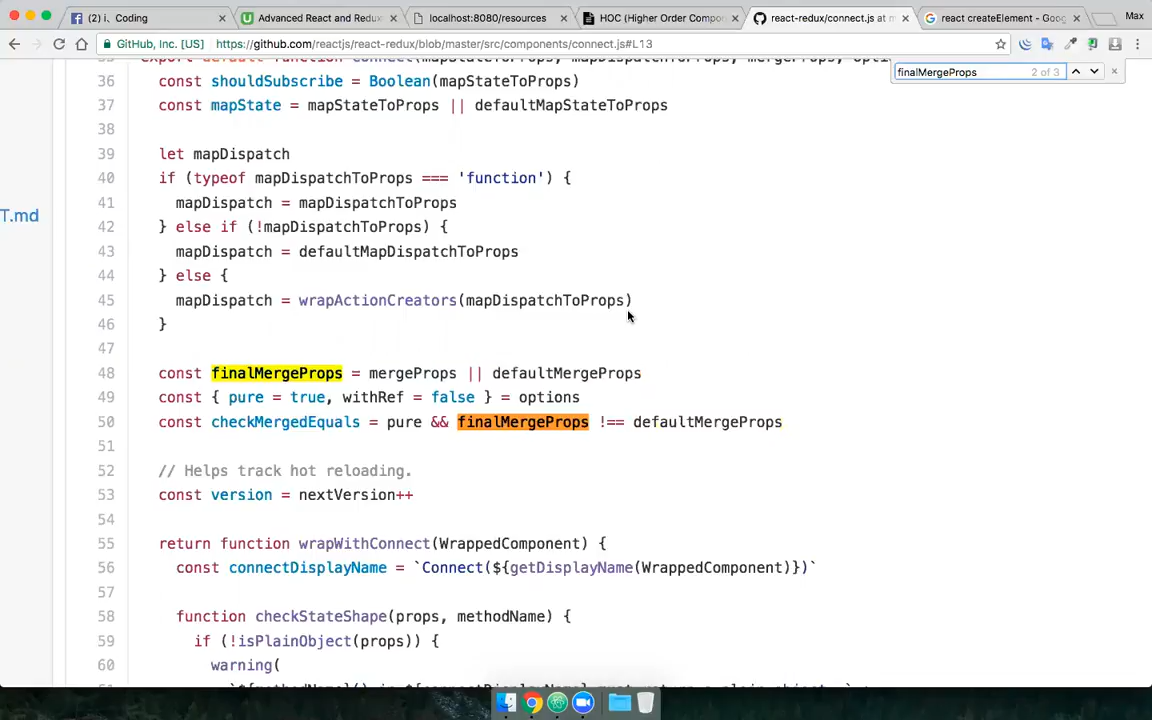 (2) i、Coding
Advanced React and Redux
localhost:8080/resources
HOC (Higher Order Compo
react-redux/connect.js at m
react createElement - Goog
Max
GitHub, Inc. [US] https://github.com/reactjs/react-redux/blob/master/src/components/connect.js#L13
finalMergeProps 2 of 3
36 const shouldSubscribe = Boolean(mapStateToProps)
37 const mapState = mapStateToProps || defaultMapStateToProps
38
39 let mapDispatch
40 if (typeof mapDispatchToProps === 'function') {
41 mapDispatch = mapDispatchToProps
T.md
42 } else if (!mapDispatchToProps) {
43 mapDispatch = defaultMapDispatchToProps
44 } else {
45 mapDispatch = wrapActionCreators(mapDispatchToProps)
46 }
47
48 const finalMergeProps = mergeProps || defaultMergeProps
49 const { pure = true, withRef = false } = options
50 const checkMergedEquals = pure && finalMergeProps !== defaultMergeProps
51
52 // Helps track hot reloading.
53 const version = nextVersion++
54
55 return function wrapWithConnect(WrappedComponent) {
56 const connectDisplayName = `Connect(${getDisplayName(WrappedComponent)})`
57
58 function checkStateShape(props, methodName) {
59 if (!isPlainObject(props)) {
60 warning(